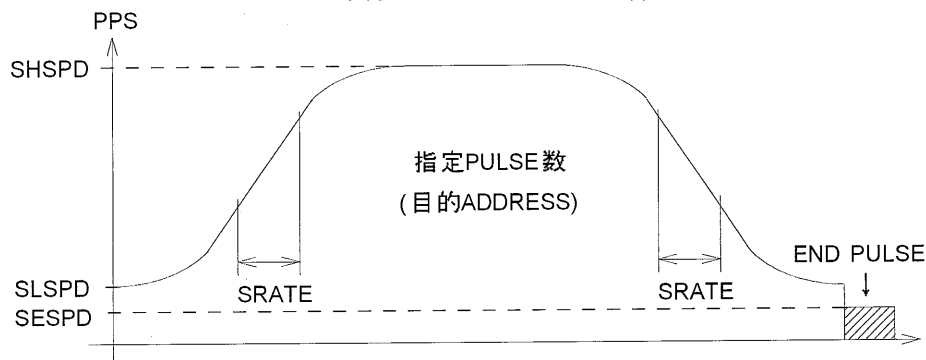 PPS
SHSPD
指定PULSE数
(目的ADDRESS)
END PULSE
SLSPD
SRATE
SRATE
SESPD